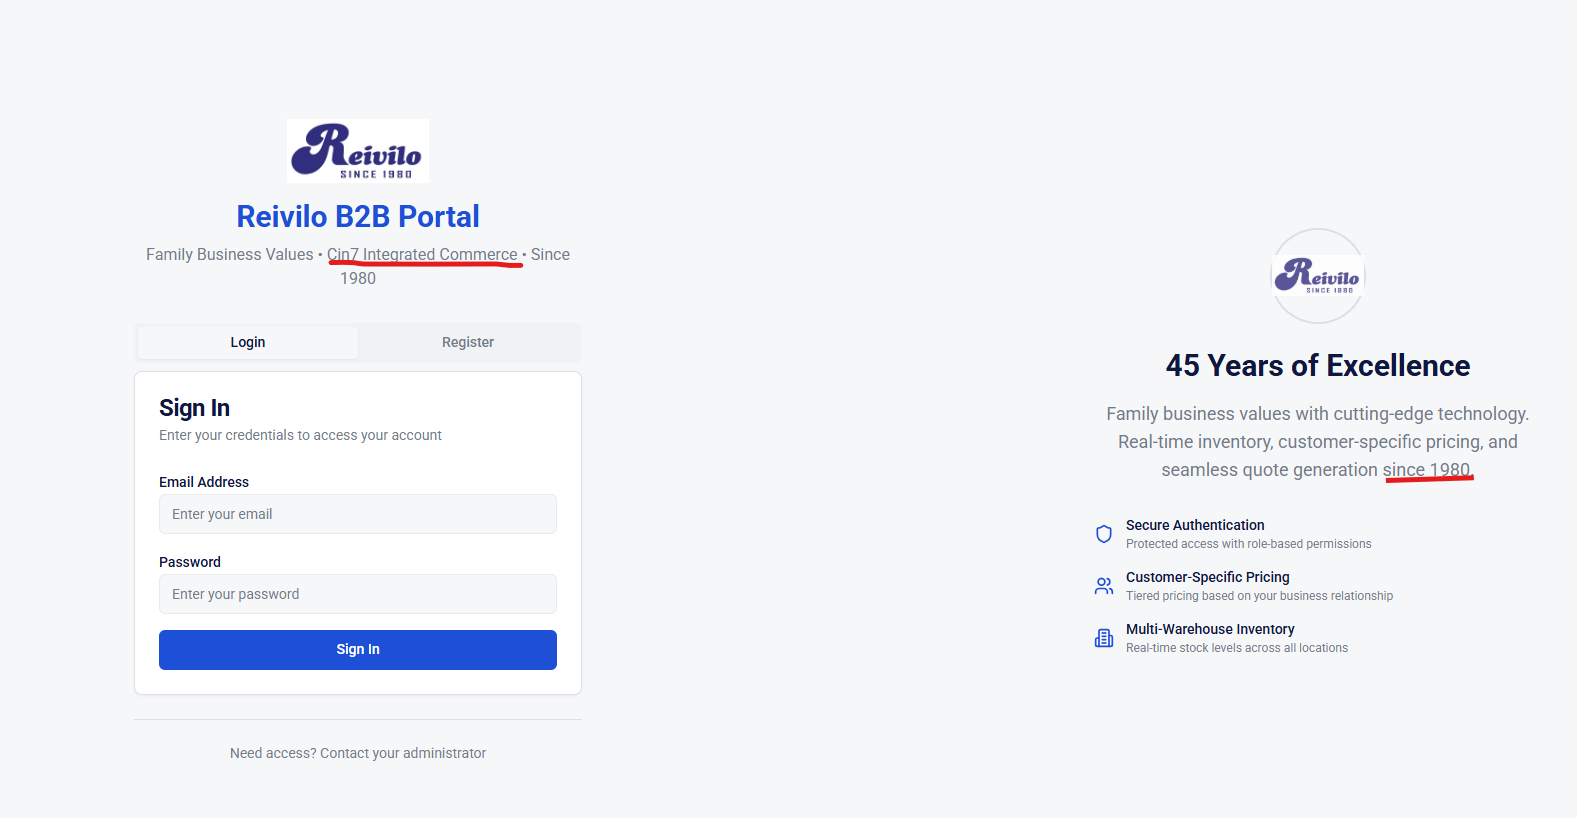 Reivilo
SINCE 1980
Reivilo B2B Portal
Family Business Values • Cin7 Integrated Commerce • Since
1980
Login
Register
Sign In
Enter your credentials to access your account
Email Address
Enter your email
Password
Enter your password
Sign In
Need access? Contact your administrator
Reivilo
SINCE 1980
45 Years of Excellence
Family business values with cutting-edge technology.
Real-time inventory, customer-specific pricing, and
seamless quote generation since 1980.
Secure Authentication
Protected access with role-based permissions
Customer-Specific Pricing
Tiered pricing based on your business relationship
Multi-Warehouse Inventory
Real-time stock levels across all locations